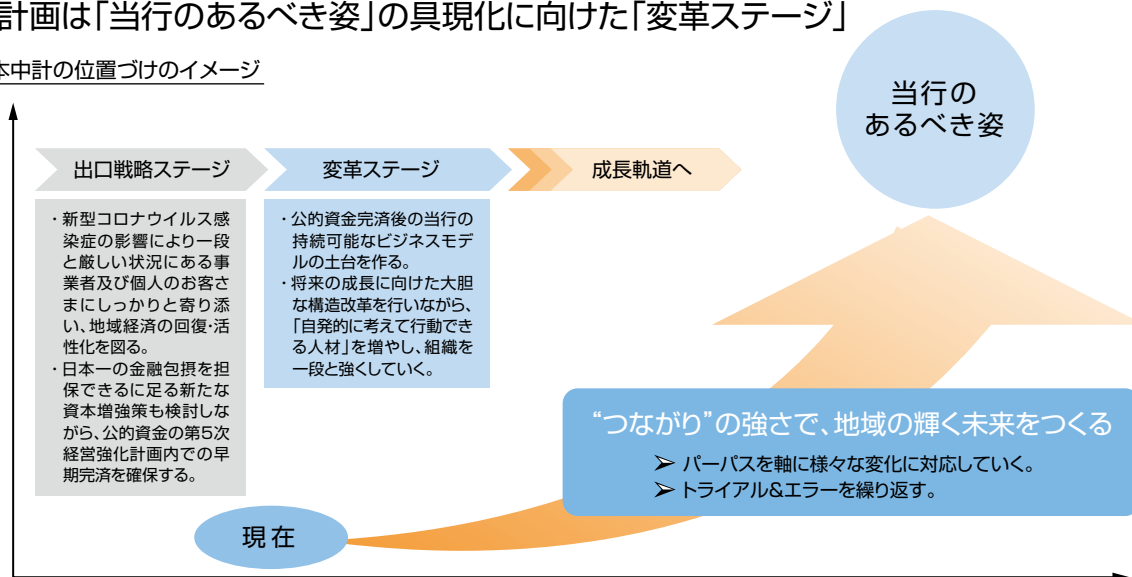 計画は「当行のあるべき姿」の具現化に向けた「変革ステージ」
本中計の位置づけのイメージ
当行の
あるべき姿
出口戦略ステージ
変革ステージ
成長軌道へ
・新型コロナウイルス感
染症の影響により一段
と厳しい状況にある事
業者及び個人のお客さ
まにしっかりと寄り添
い、地域経済の回復・活
性化を図る。
・日本一の金融包摂を担
保できるに足る新たな
資本増強策も検討しな
がら、公的資金の第5次
経営強化計画内での早
期完済を確保する。
・公的資金完済後の当行の
持続可能なビジネスモデ
ルの土台を作る。
・将来の成長に向けた大胆
な構造改革を行いながら、
「自発的に考えて行動でき
る人材」を増やし、組織を
一段と強くしていく。
“つながり”の強さで、地域の輝く未来をつくる
➢ パーパスを軸に様々な変化に対応していく。
➢ トライアル&エラーを繰り返す。
現在